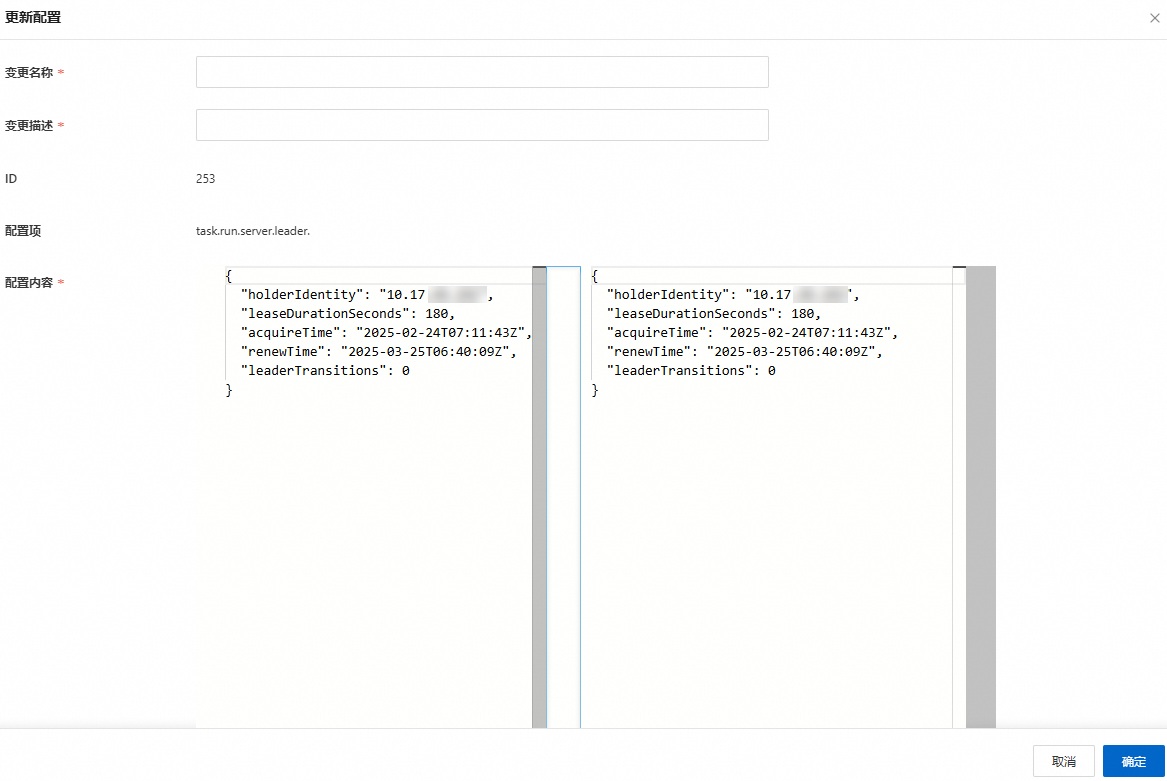 更新配置
变更名称 *
变更描述 *
ID 253
配置项 task.run.server.leader.
配置内容 *
{
"holderIdentity": "10.17 ,
"leaseDurationSeconds": 180,
"acquireTime": "2025-02-24T07:11:43Z",
"renewTime": "2025-03-25T06:40:09Z",
"leaderTransitions": 0
}
{
"holderIdentity": "10.17 ",
"leaseDurationSeconds": 180,
"acquireTime": "2025-02-24T07:11:43Z",
"renewTime": "2025-03-25T06:40:09Z",
"leaderTransitions": 0
}
取消 确定